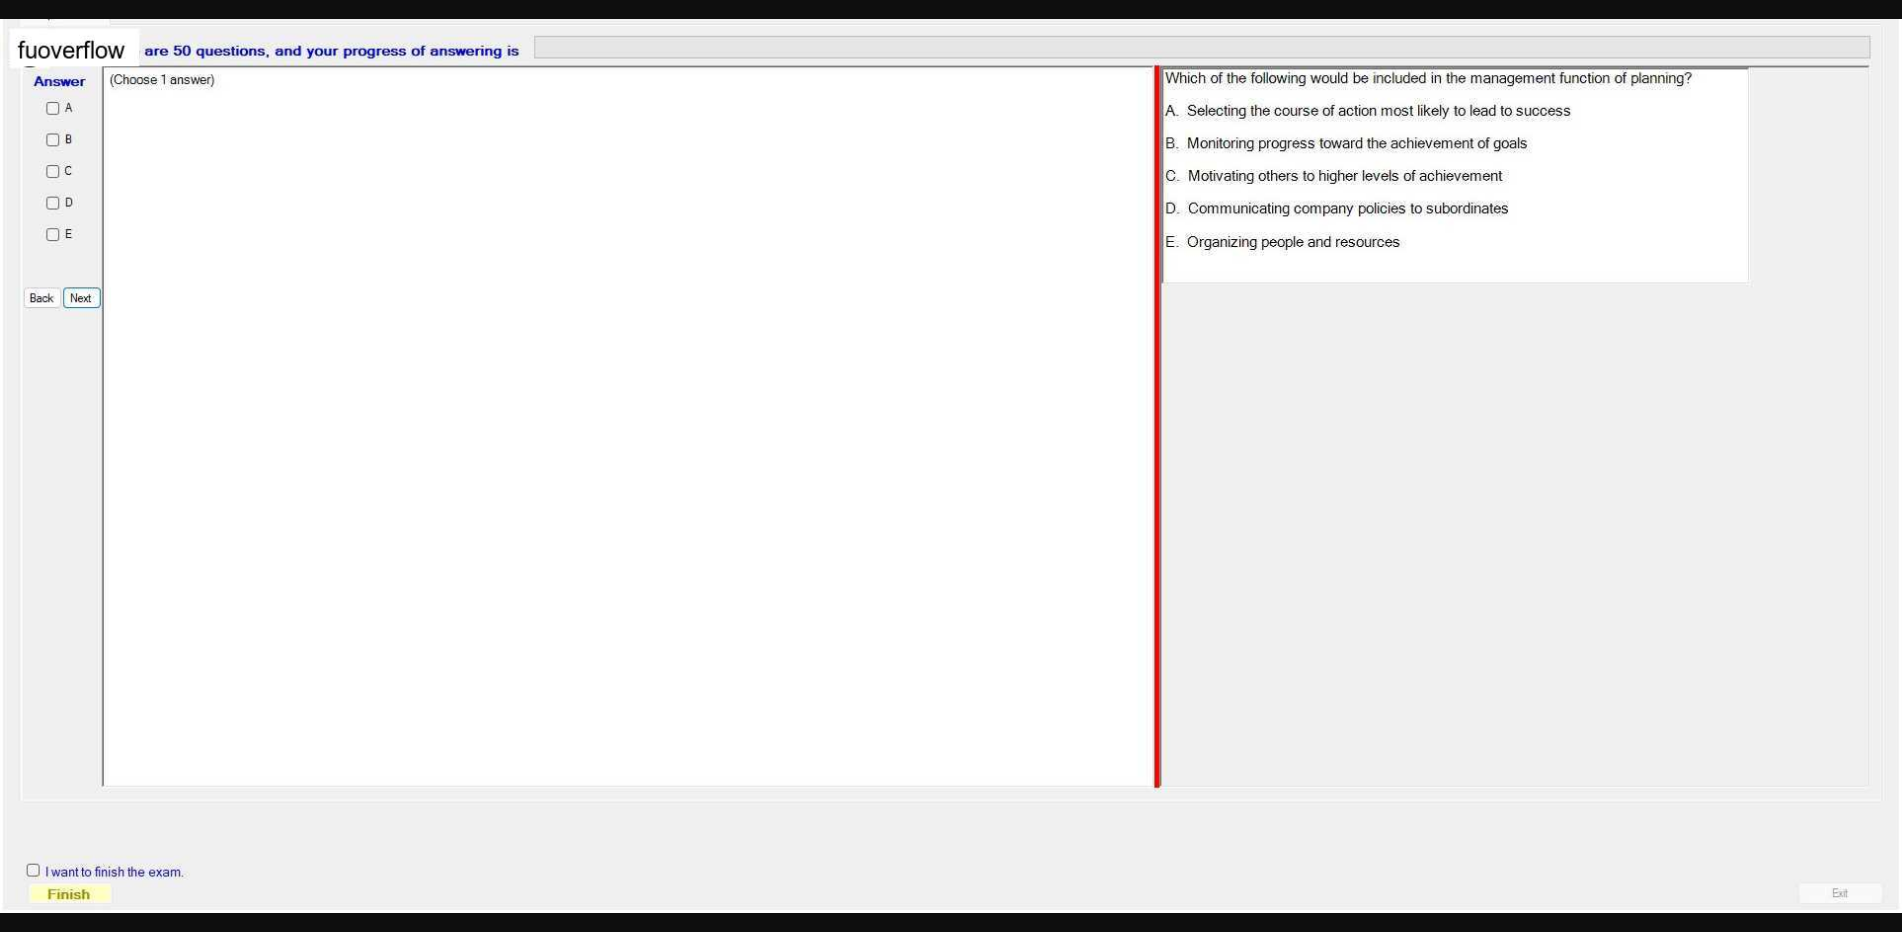 fuoverflow are 50 questions, and your progress of answering is
Answer
(Choose 1 answer)
A
B
C
D
E
Back Next
Which of the following would be included in the management function of planning?
A. Selecting the course of action most likely to lead to success
B. Monitoring progress toward the achievement of goals
C. Motivating others to higher levels of achievement
D. Communicating company policies to subordinates
E. Organizing people and resources
I want to finish the exam.
Finish
Exit